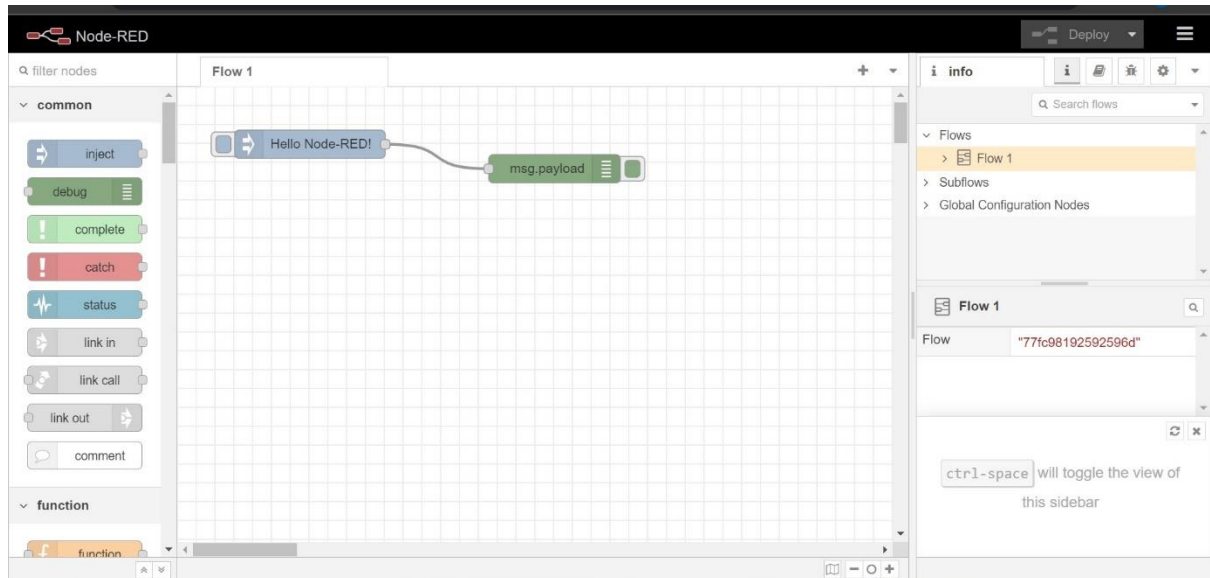 Node-RED
Deploy
filter nodes
common
inject
debug
complete
catch
status
link in
link call
link out
comment
function
function
Flow 1
Hello Node-RED!
msg.payload
i info
Search flows
Flows
Flow 1
Subflows
Global Configuration Nodes
Flow 1
Flow "77fc98192592596d"
ctrl-space will toggle the view of
this sidebar